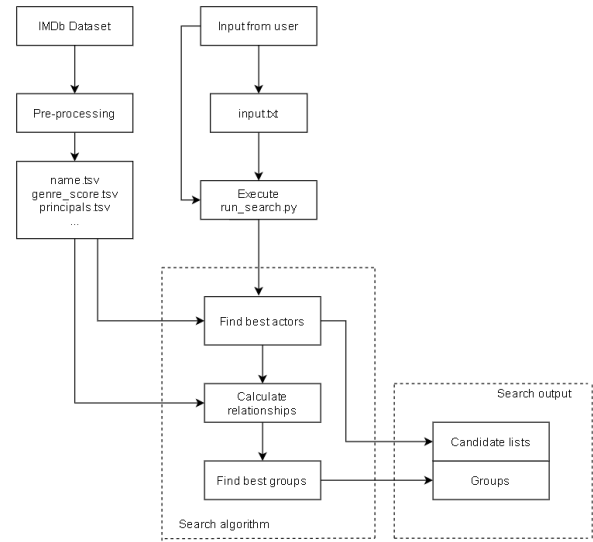 IMDb Dataset
Input from user
Pre-processing
input.txt
name.tsv
genre_score.tsv
principals.tsv
...
Execute
run_search.py
Find best actors
Calculate
relationships
Search output
Candidate lists
Find best groups
Groups
Search algorithm